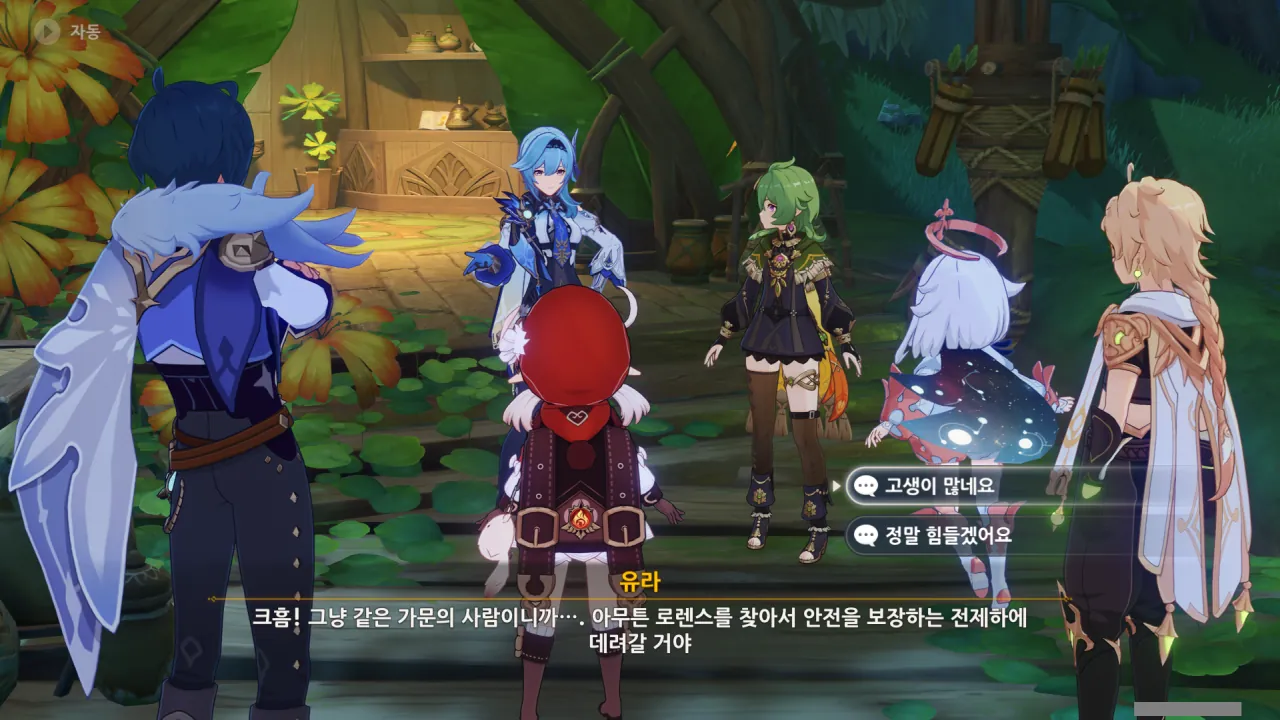 자동
고생이 많네요
정말 힘들겠어요
유라
크흠! 그냥 같은 가문의 사람이니까…. 아무튼 로렌스를 찾아서 안전을 보장하는 전제하에
데려갈 거야